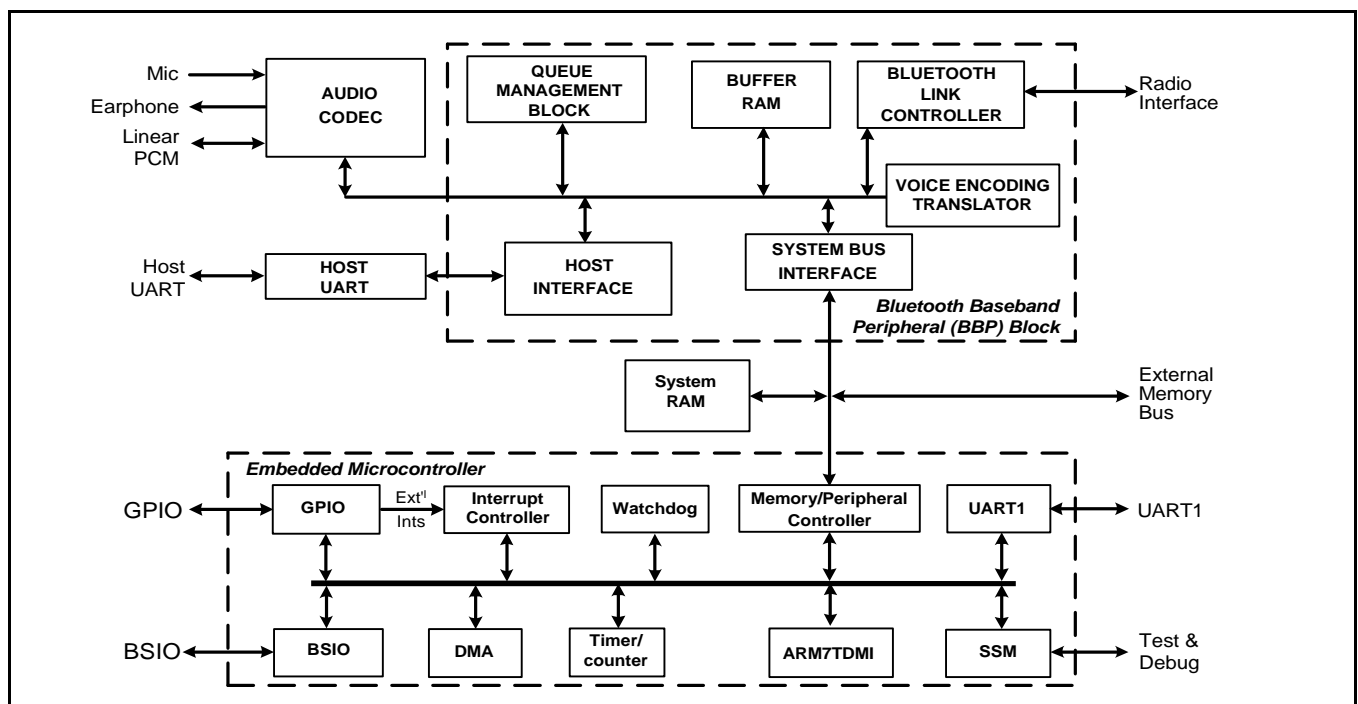 Mic
Earphone
Linear
PCM
AUDIO
CODEC
QUEUE
MANAGEMENT
BLOCK
BUFFER
RAM
BLUETOOTH
LINK
CONTROLLER
Radio
Interface
VOICE ENCODING
TRANSLATOR
Host
UART
HOST
UART
HOST
INTERFACE
SYSTEM BUS
INTERFACE
Bluetooth Baseband
Peripheral (BBP) Block
System
RAM
External
Memory
Bus
Embedded Microcontroller
GPIO
GPIO
Ext'l
Ints
Interrupt
Controller
Watchdog
Memory/Peripheral
Controller
UART1
UART1
BSIO
BSIO
DMA
Timer/
counter
ARM7TDMI
SSM
Test &
Debug